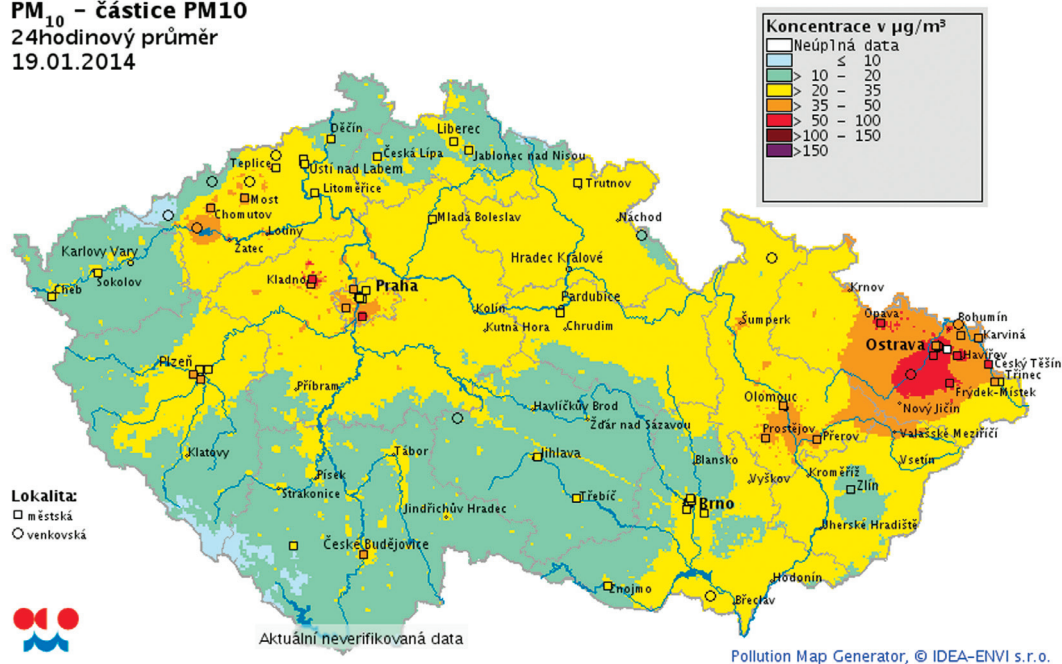 PM10 – částice PM10
24hodinový průměr
19.01.2014
Koncentrace v µg/m³
Neúplná data
≤ 10
> 10 – 20
> 20 – 35
> 35 – 50
> 50 – 100
>100 – 150
>150
Děčín
Liberec
Česká Lípa
Jablonec nad Nisou
Teplice
Ústí nad Labem
Litoměřice
Trutnov
Most
Chomutov
Mladá Boleslav
Náchod
Louny
Žatec
Karlovy Vary
Sokolov
Cheb
Hradec Králové
Kladno
Praha
Pardubice
Kolín
Kutná Hora
Chrudim
Krnov
Šumperk
Opava
Bohumín
Karviná
Ostrava
Havířov
Český Těšín
Třinec
Frýdek-Místek
Nový Jičín
Plzeň
Příbram
Havlíčkův Brod
Žďár nad Sázavou
Olomouc
Prostějov
Přerov
Valašské Meziříčí
Vsetín
Klatovy
Tábor
Jihlava
Blansko
Vyškov
Kroměříž
Zlín
Písek
Strakonice
Třebíč
Brno
Jindřichův Hradec
Uherské Hradiště
České Budějovice
Znojmo
Hodonín
Břeclav
Lokalita:
městská
venkovská
Aktuální neverifikovaná data
Pollution Map Generator, © IDEA-ENVI s.r.o.